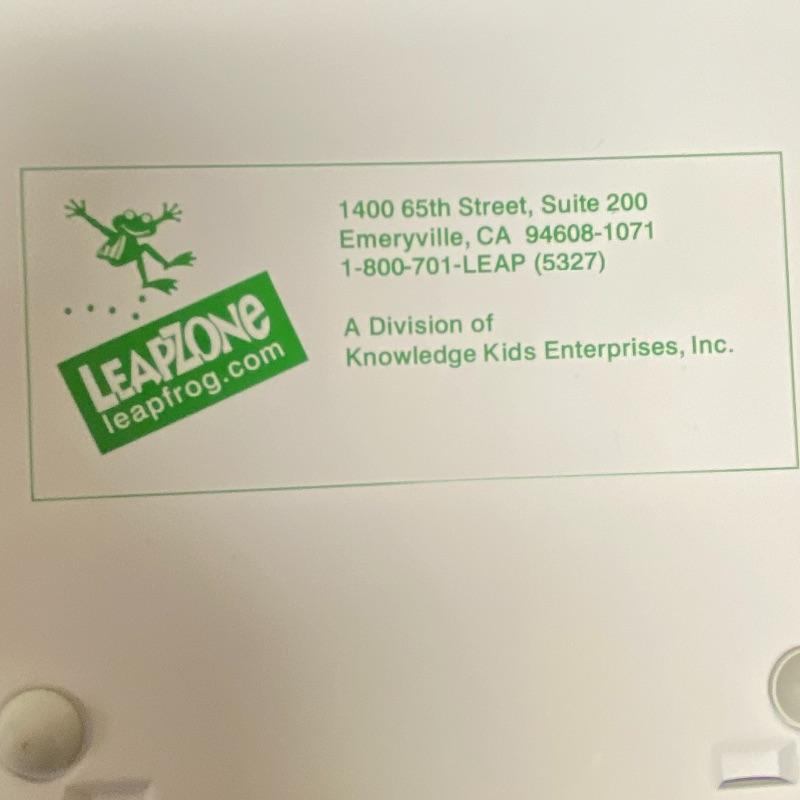 LEAPZONE
leapfrog.com
1400 65th Street, Suite 200
Emeryville, CA 94608-1071
1-800-701-LEAP (5327)
A Division of
Knowledge Kids Enterprises, Inc.